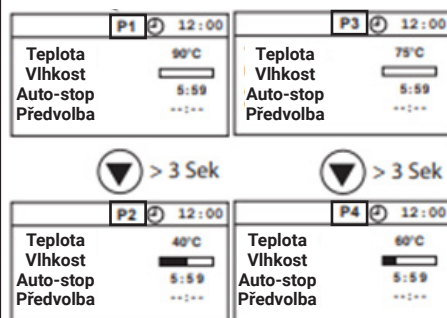 P1 12:00
Teplota 90°C
Vlhkost
Auto-stop 5:59
Předvolba --:--
P3 12:00
Teplota 75°C
Vlhkost
Auto-stop 5:59
Předvolba --:--
> 3 Sek
> 3 Sek
P2 12:00
Teplota 40°C
Vlhkost
Auto-stop 5:59
Předvolba --:--
P4 12:00
Teplota 60°C
Vlhkost
Auto-stop 5:59
Předvolba --:--